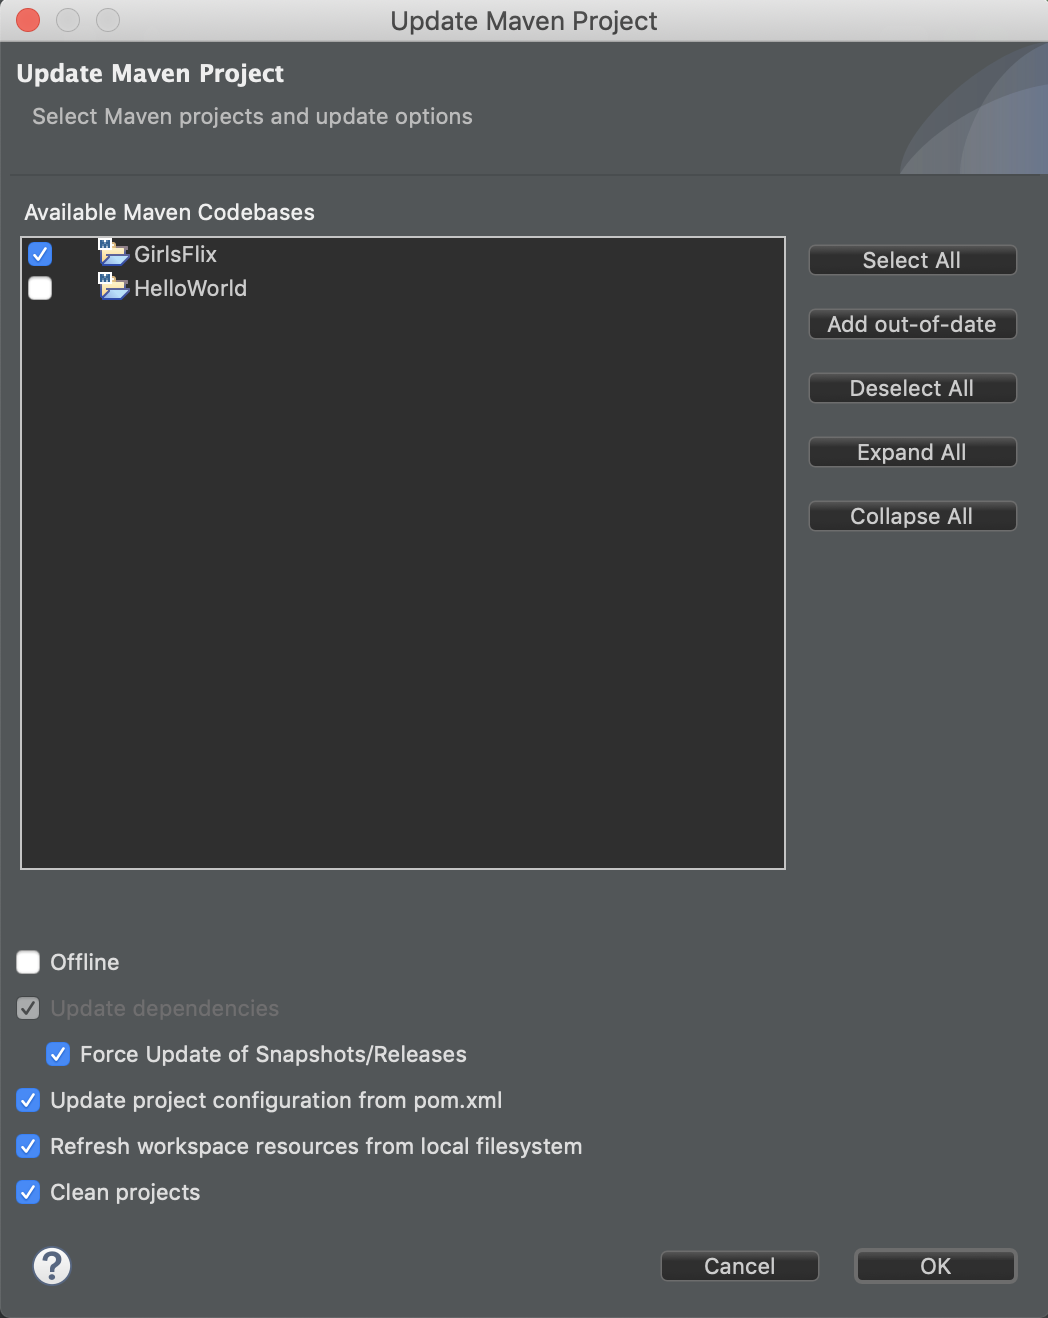 Update Maven Project
Update Maven Project
Select Maven projects and update options
Available Maven Codebases
GirlsFlix
HelloWorld
Select All
Add out-of-date
Deselect All
Expand All
Collapse All
Offline
Update dependencies
Force Update of Snapshots/Releases
Update project configuration from pom.xml
Refresh workspace resources from local filesystem
Clean projects
?
Cancel
OK